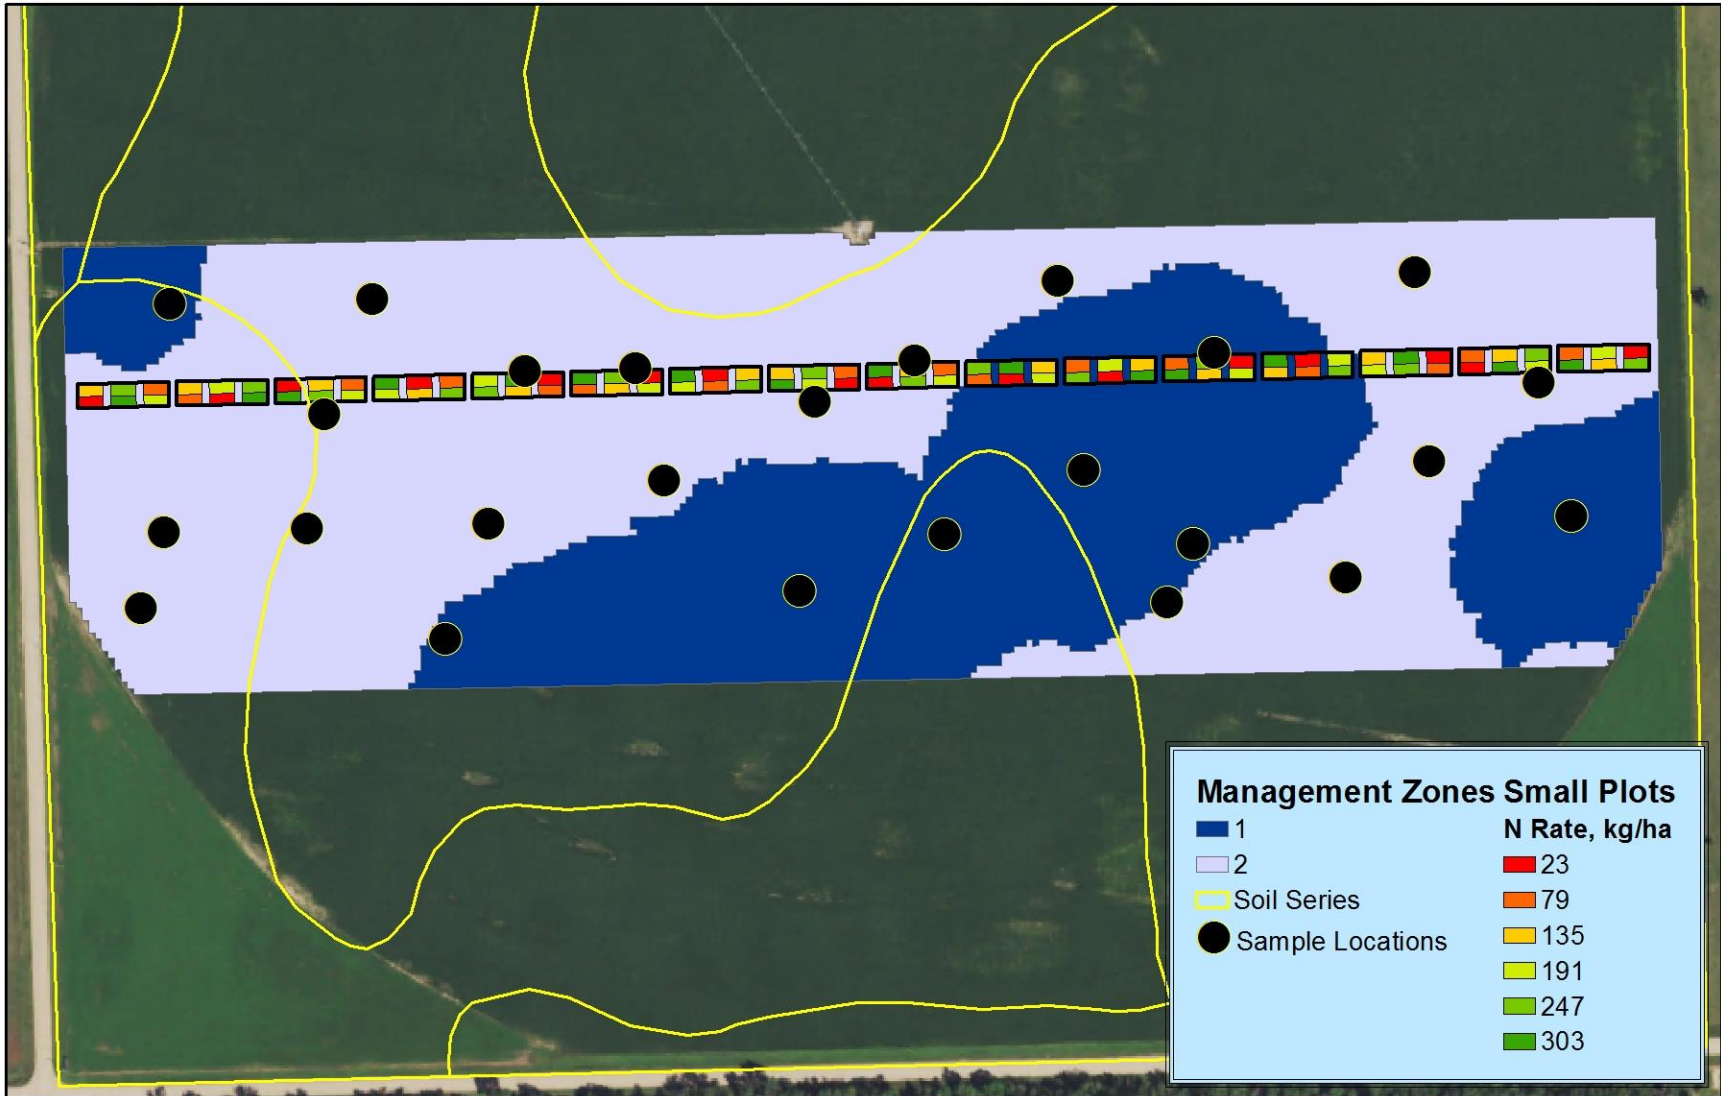 Management Zones Small Plots
1
N Rate, kg/ha
2
23
Soil Series
79
Sample Locations
135
191
247
303